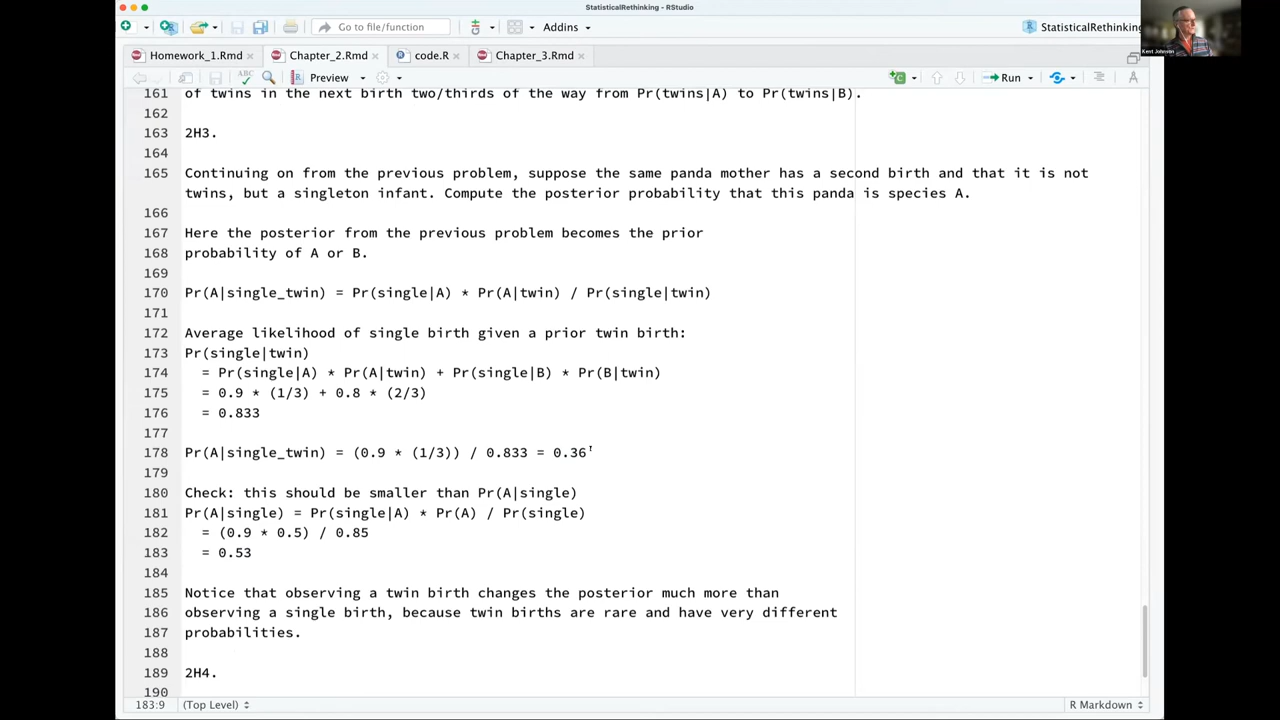 StatisticalRethinking - RStudio
Go to file/function
Addins
StatisticalRethinking
Kent Johnson
Homework_1.Rmd
Chapter_2.Rmd
code.R
Chapter_3.Rmd
ABC
Preview
Run
161 of twins in the next birth two/thirds of the way from Pr(twins|A) to Pr(twins|B).
162
163 2H3.
164
165 Continuing on from the previous problem, suppose the same panda mother has a second birth and that it is not
twins, but a singleton infant. Compute the posterior probability that this panda is species A.
166
167 Here the posterior from the previous problem becomes the prior
168 probability of A or B.
169
170 Pr(A|single_twin) = Pr(single|A) * Pr(A|twin) / Pr(single|twin)
171
172 Average likelihood of single birth given a prior twin birth:
173 Pr(single|twin)
174 = Pr(single|A) * Pr(A|twin) + Pr(single|B) * Pr(B|twin)
175 = 0.9 * (1/3) + 0.8 * (2/3)
176 = 0.833
177
178 Pr(A|single_twin) = (0.9 * (1/3)) / 0.833 = 0.36
179
180 Check: this should be smaller than Pr(A|single)
181 Pr(A|single) = Pr(single|A) * Pr(A) / Pr(single)
182 = (0.9 * 0.5) / 0.85
183 = 0.53
184
185 Notice that observing a twin birth changes the posterior much more than
186 observing a single birth, because twin births are rare and have very different
187 probabilities.
188
189 2H4.
190
183:9 (Top Level)
R Markdown